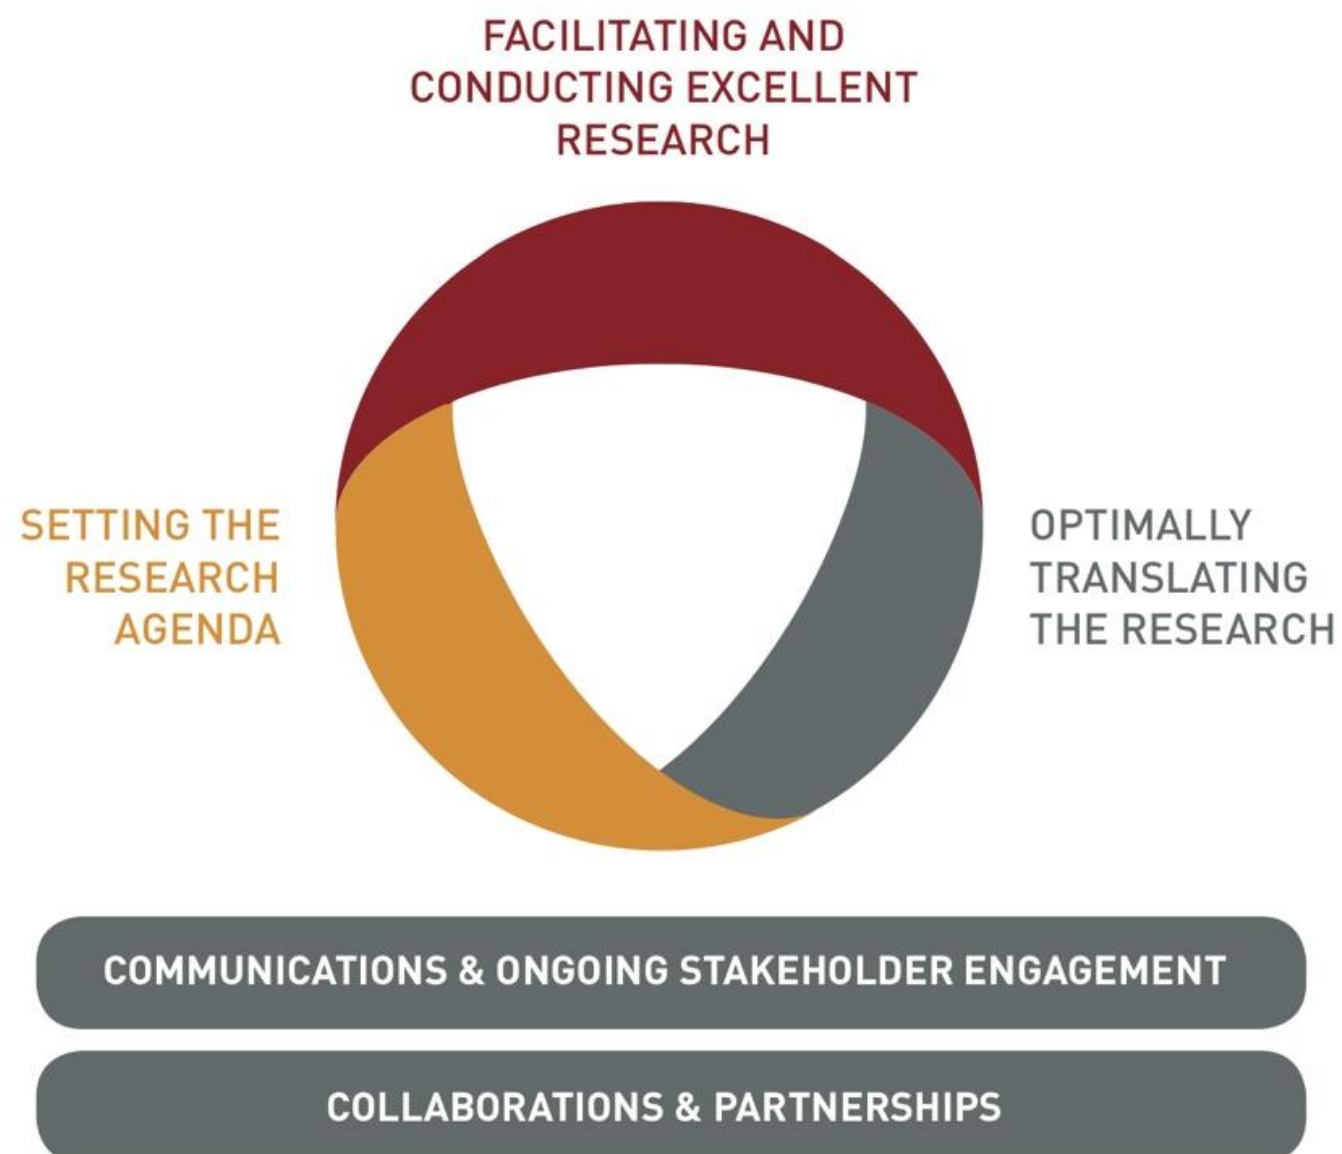 FACILITATING AND
CONDUCTING EXCELLENT
RESEARCH
SETTING THE
RESEARCH
AGENDA
OPTIMALLY
TRANSLATING
THE RESEARCH
COMMUNICATIONS & ONGOING STAKEHOLDER ENGAGEMENT
COLLABORATIONS & PARTNERSHIPS